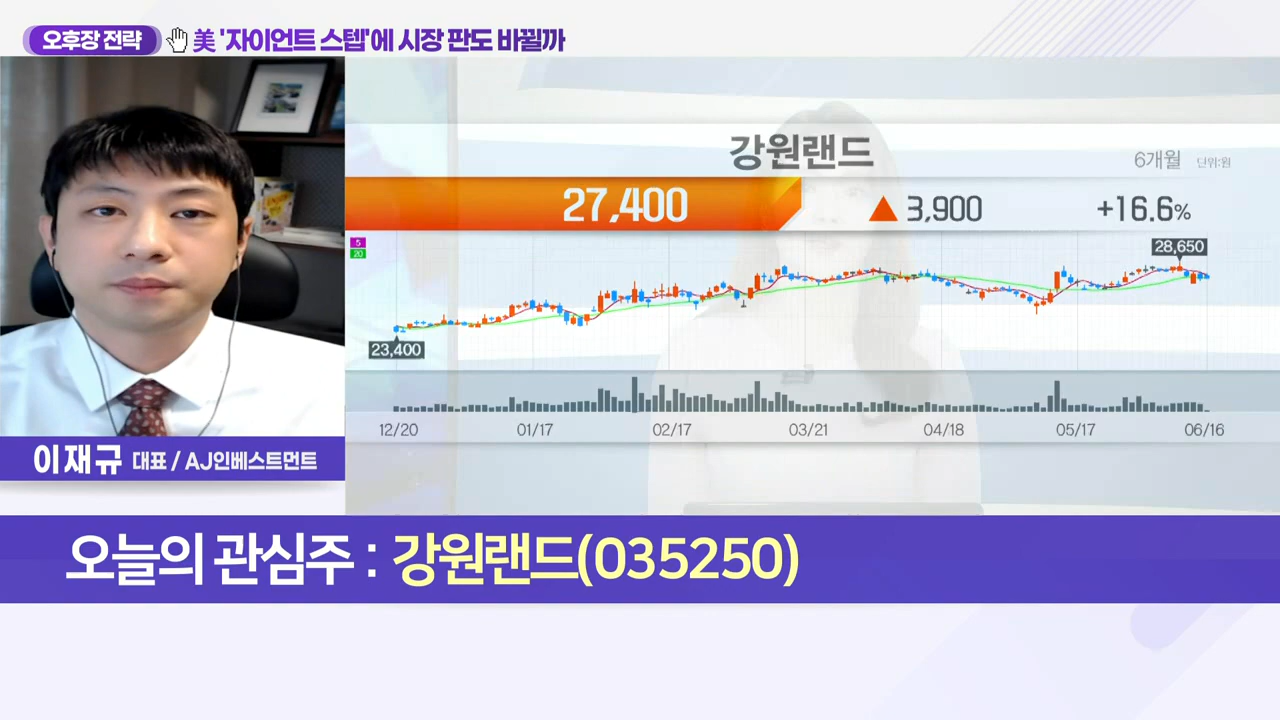 오후장 전략 美 '자이언트 스텝'에 시장 판도 바뀔까
강원랜드
6개월 단위:원
27,400 ▲ 3,900 +16.6%
5
20
28,650
23,400
12/20 01/17 02/17 03/21 04/18 05/17 06/16
이재규 대표 / AJ인베스트먼트
오늘의 관심주 : 강원랜드(035250)